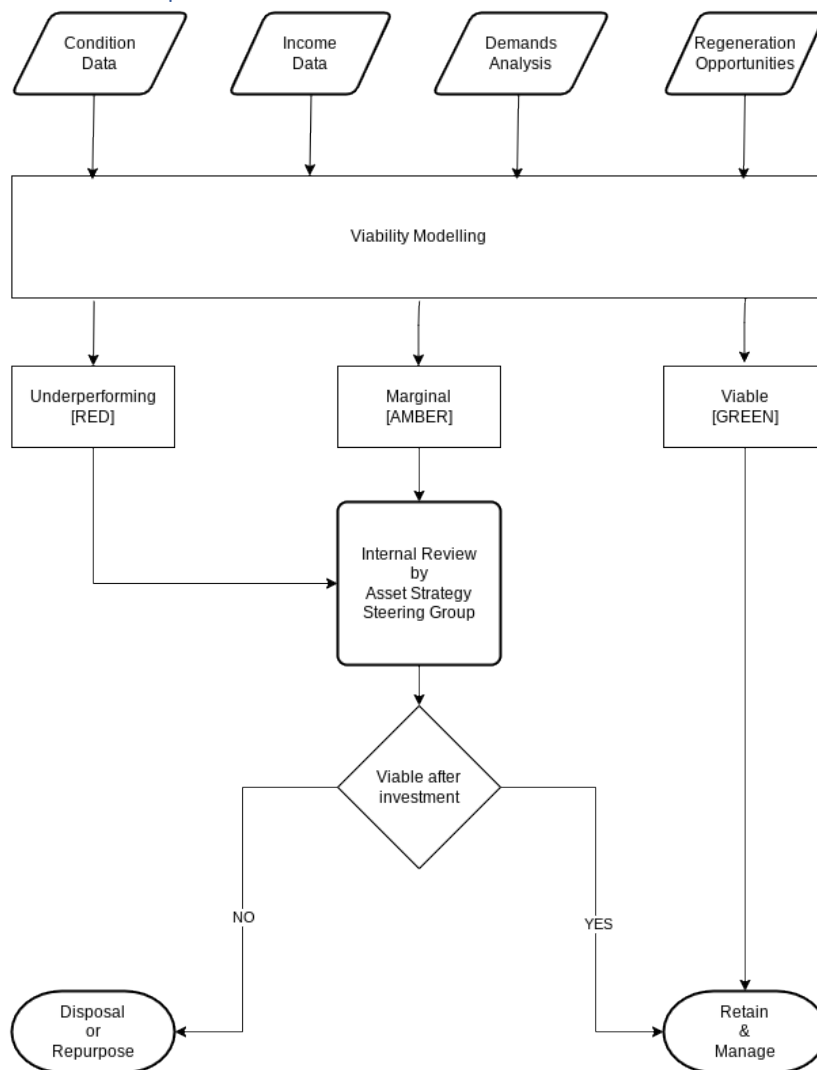 Condition
Data
Income
Data
Demands
Analysis
Regeneration
Opportunities
Viability Modelling
Underperforming
[RED]
Marginal
[AMBER]
Viable
[GREEN]
Internal Review
by
Asset Strategy
Steering Group
Viable after
investment
NO
YES
Disposal
or
Repurpose
Retain
&
Manage